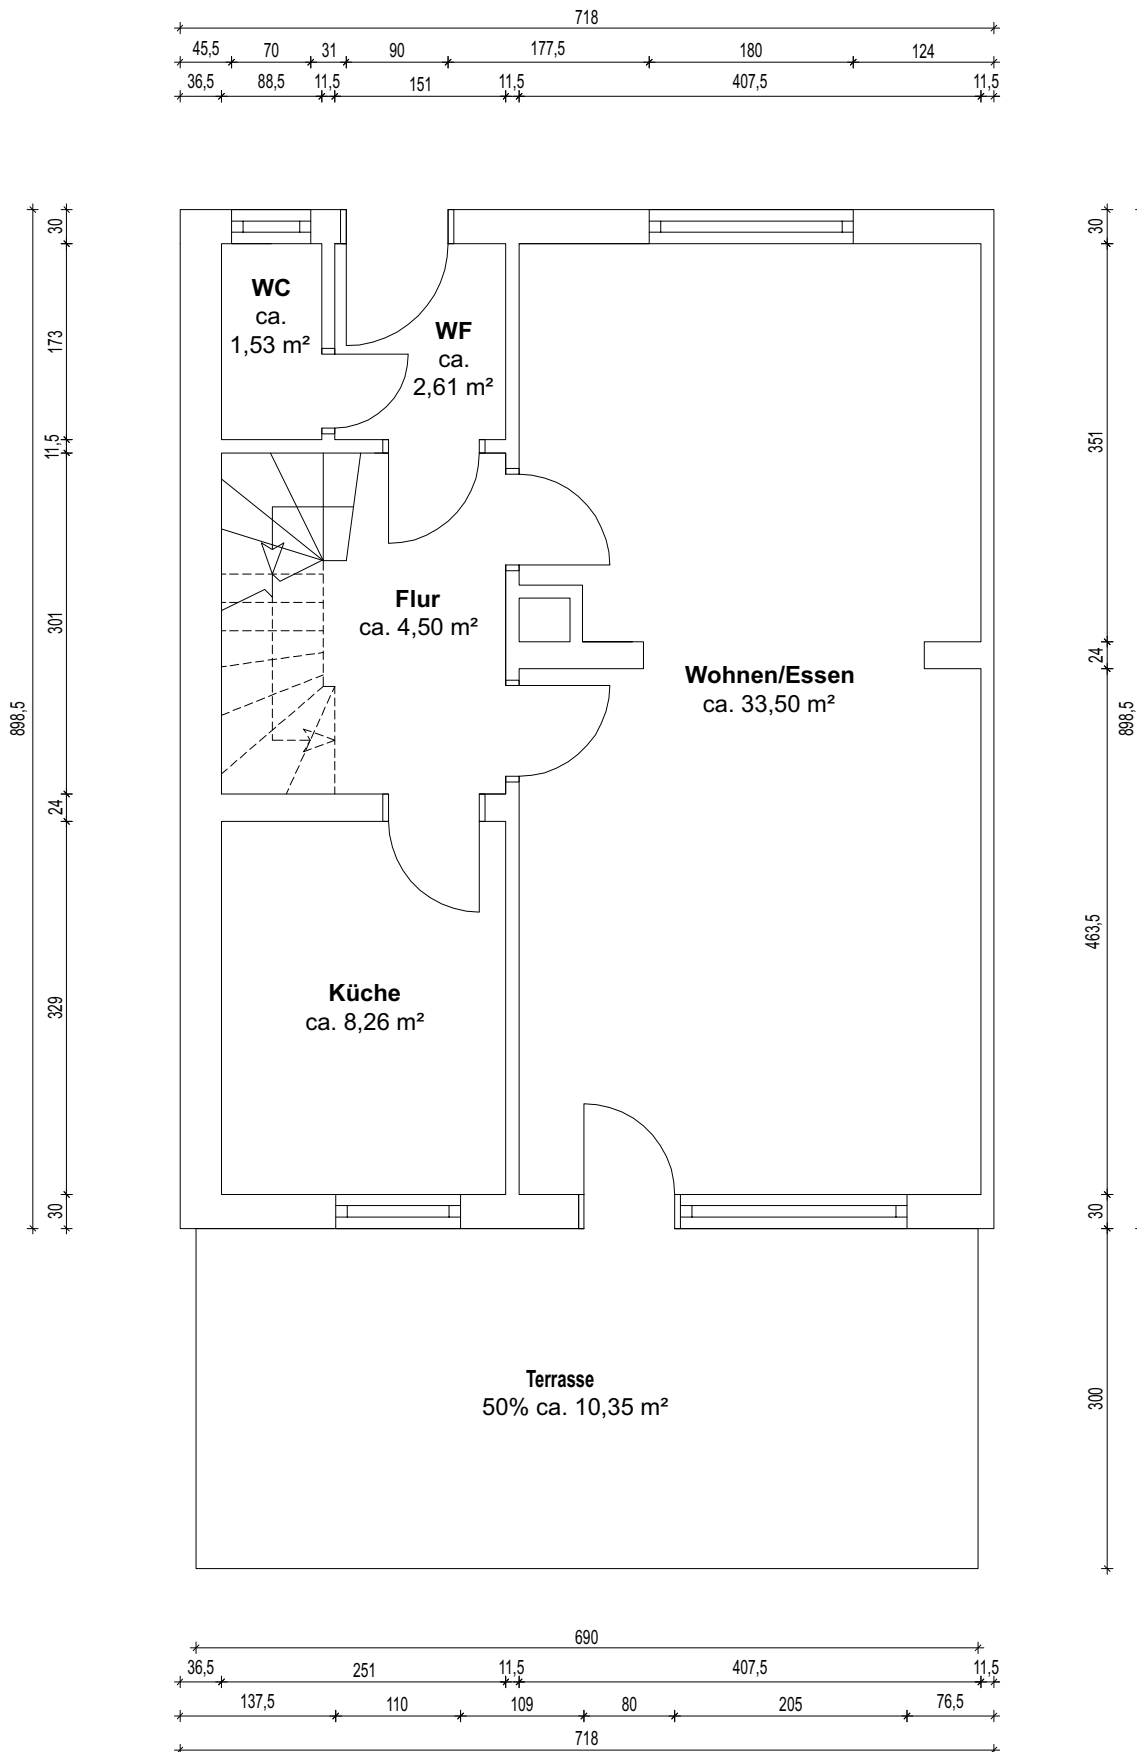 718
45,5 70 31 90 177,5 180 124
36,5 88,5 11,5 151 11,5 407,5 11,5
30
173
11,5
301
24
329
30
898,5
WC
ca.
1,53 m²
WF
ca.
2,61 m²
Flur
ca. 4,50 m²
Wohnen/Essen
ca. 33,50 m²
Küche
ca. 8,26 m²
Terrasse
50% ca. 10,35 m²
30
351
24
463,5
30
300
898,5
690
36,5 251 11,5 407,5 11,5
137,5 110 109 80 205 76,5
718